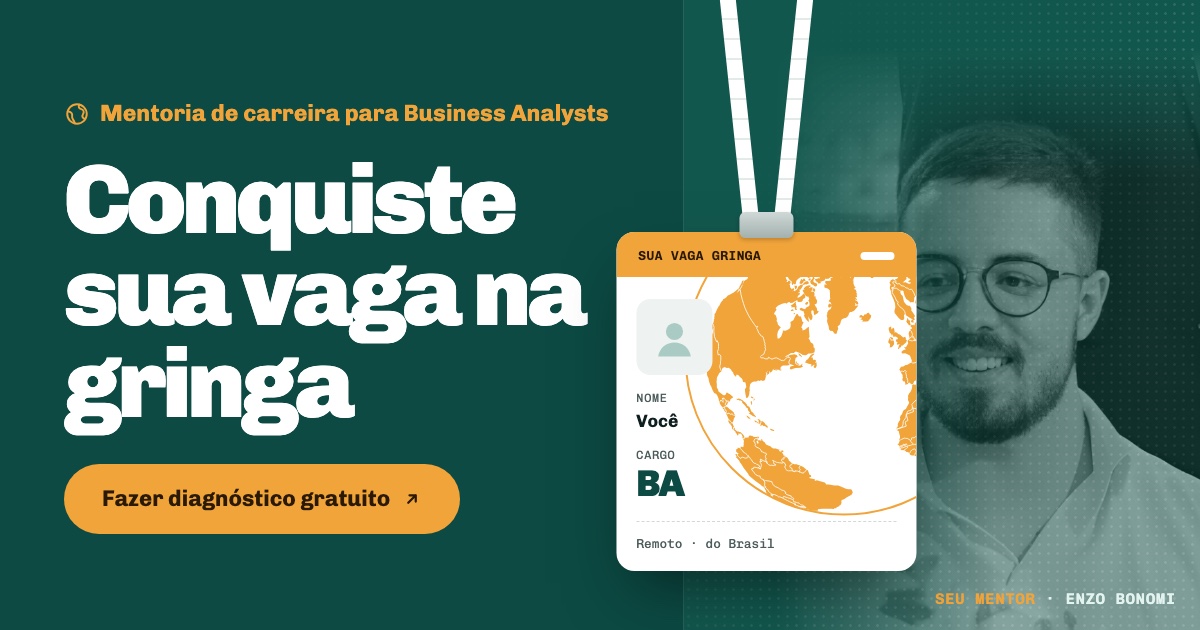 Mentoria de carreira para Business Analysts
Conquiste
sua vaga na
gringa
Fazer diagnóstico gratuito
SUA VAGA GRINGA
NOME
Você
CARGO
BA
Remoto · do Brasil
SEU MENTOR · ENZO BONOMI